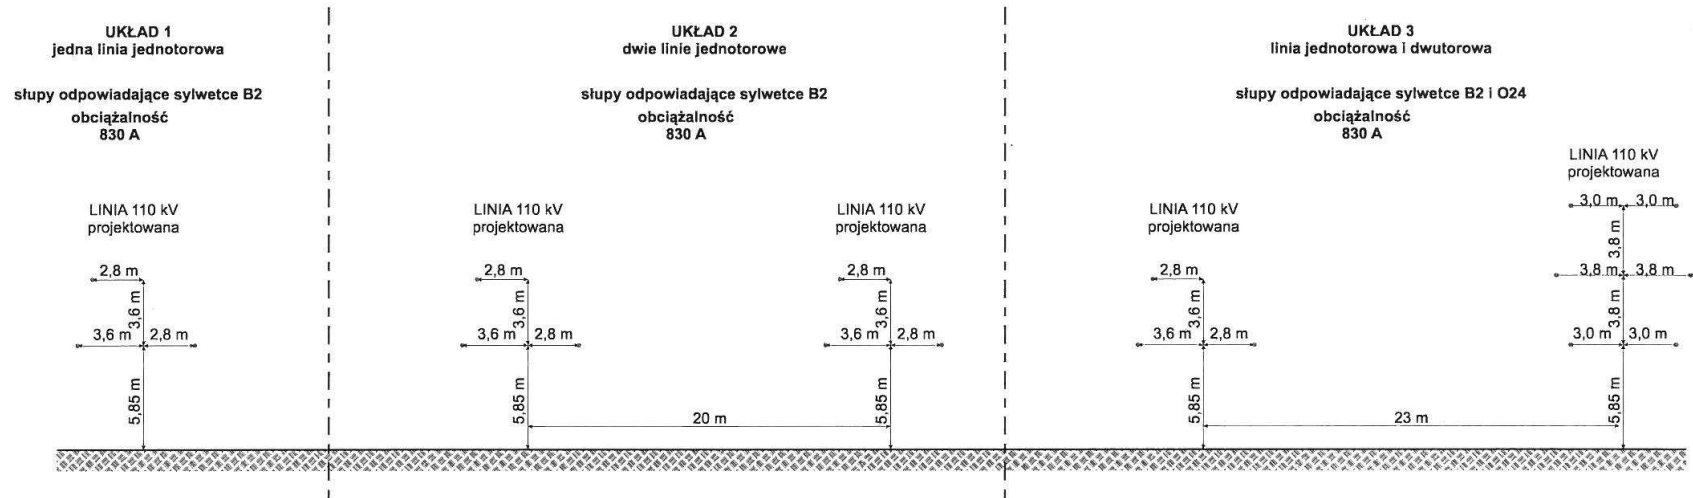 UKŁAD 1
jedna linia jednotorowa
słupy odpowiadające sylwetce B2
obciążalność
830 A
LINIA 110 kV
projektowana
2,8 m
3,6 m
3,6 m
2,8 m
5,85 m
UKŁAD 2
dwie linie jednotorowe
słupy odpowiadające sylwetce B2
obciążalność
830 A
LINIA 110 kV
projektowana
2,8 m
3,6 m
3,6 m
2,8 m
5,85 m
20 m
LINIA 110 kV
projektowana
2,8 m
3,6 m
3,6 m
2,8 m
5,85 m
UKŁAD 3
linia jednotorowa i dwutorowa
słupy odpowiadające sylwetce B2 i O24
obciążalność
830 A
LINIA 110 kV
projektowana
2,8 m
3,6 m
3,6 m
2,8 m
5,85 m
23 m
LINIA 110 kV
projektowana
3,0 m
3,0 m
3,8 m
3,8 m
3,8 m
3,8 m
3,0 m
3,0 m
5,85 m